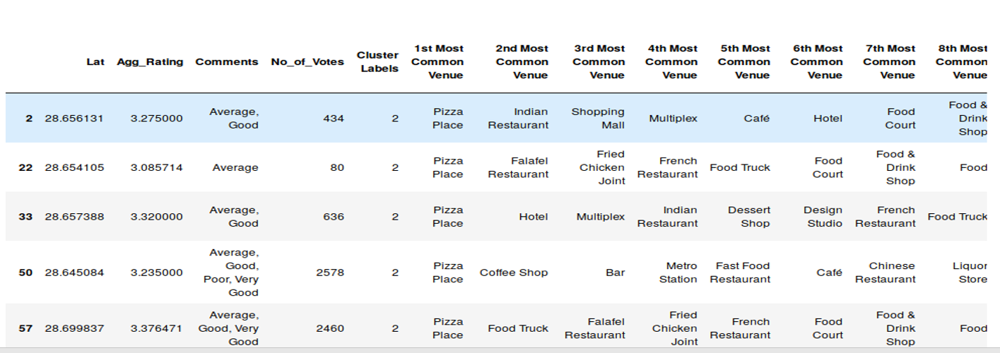 Lat Agg_Rating Comments No_of_Votes Cluster Labels 1st Most Common Venue 2nd Most Common Venue 3rd Most Common Venue 4th Most Common Venue 5th Most Common Venue 6th Most Common Venue 7th Most Common Venue 8th Most Common Venue
2 28.656131 3.275000 Average, Good 434 2 Pizza Place Indian Restaurant Shopping Mall Multiplex Café Hotel Food Court Food & Drink Shop
22 28.654105 3.085714 Average 80 2 Pizza Place Falafel Restaurant Fried Chicken Joint French Restaurant Food Truck Food Court Food & Drink Shop Food
33 28.657388 3.320000 Average, Good 636 2 Pizza Place Hotel Multiplex Indian Restaurant Dessert Shop Design Studio French Restaurant Food Truck
50 28.645084 3.235000 Average, Good, Poor, Very Good 2578 2 Pizza Place Coffee Shop Bar Metro Station Fast Food Restaurant Café Chinese Restaurant Liquor Store
57 28.699837 3.376471 Average, Good, Very Good 2460 2 Pizza Place Food Truck Falafel Restaurant Fried Chicken Joint French Restaurant Food Court Food & Drink Shop Food